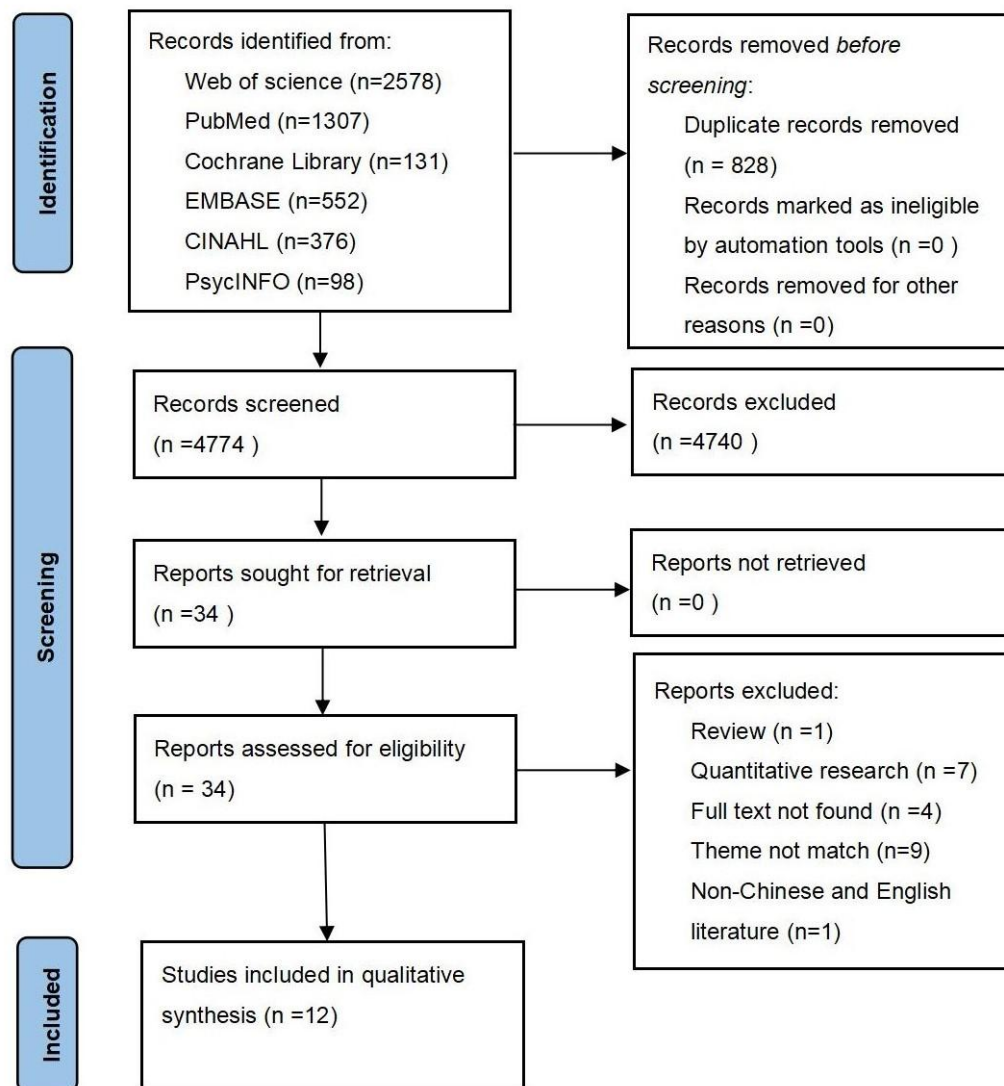 Identification
Records identified from:
Web of science (n=2578)
PubMed (n=1307)
Cochrane Library (n=131)
EMBASE (n=552)
CINAHL (n=376)
PsycINFO (n=98)
Records removed before
screening:
Duplicate records removed
(n = 828)
Records marked as ineligible
by automation tools (n =0 )
Records removed for other
reasons (n =0)
Screening
Records screened
(n =4774 )
Records excluded
(n =4740 )
Reports sought for retrieval
(n =34 )
Reports not retrieved
(n =0 )
Reports assessed for eligibility
(n = 34)
Reports excluded:
Review (n =1)
Quantitative research (n =7)
Full text not found (n =4)
Theme not match (n=9)
Non-Chinese and English
literature (n=1)
Included
Studies included in qualitative
synthesis (n =12)